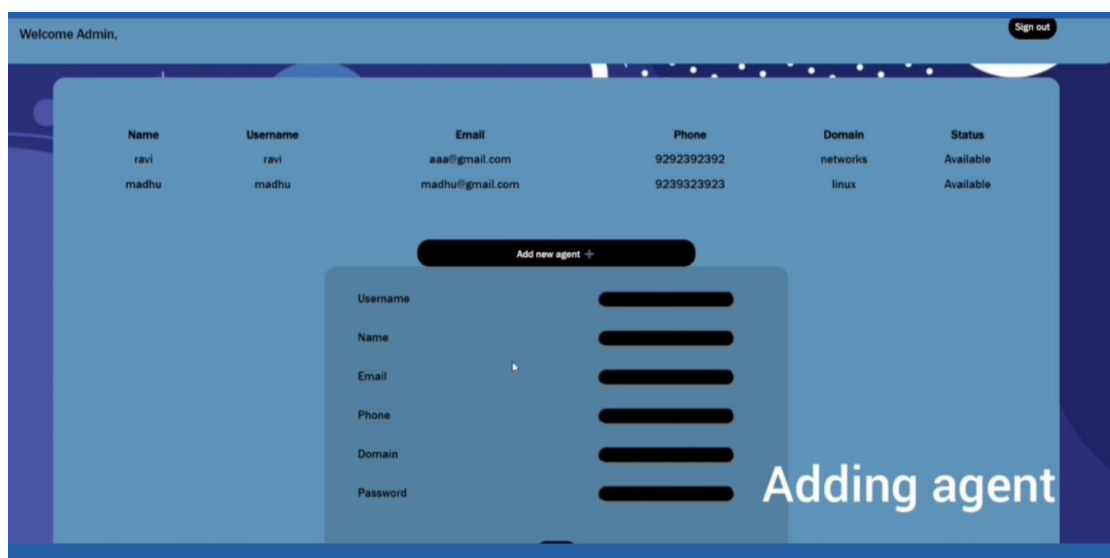 Welcome Admin,
Sign out
Name Username Email Phone Domain Status
ravi ravi aaa@gmail.com 9292392392 networks Available
madhu madhu madhu@gmail.com 9239323923 linux Available
Add new agent +
Username
Name
Email
Phone
Domain
Password
Adding agent